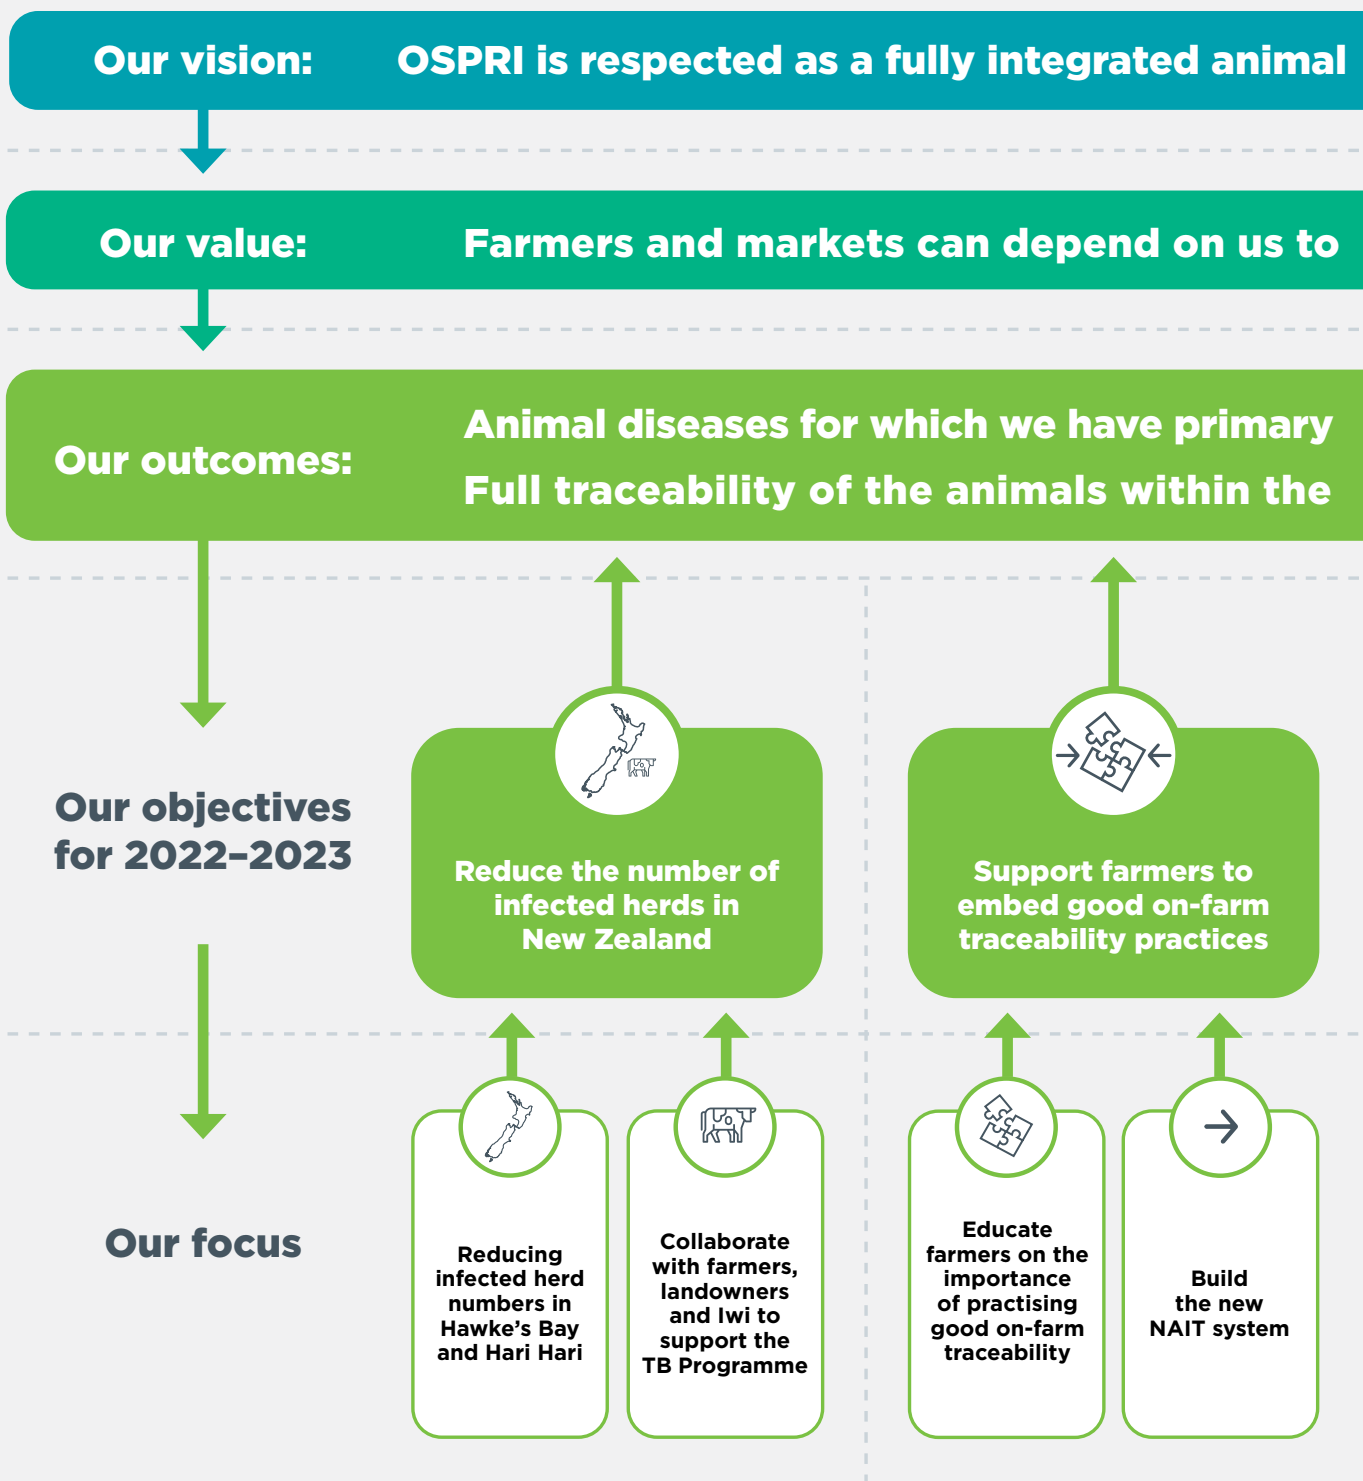 Our vision: OSPRI is respected as a fully integrated animal
Our value: Farmers and markets can depend on us to
Our outcomes:
Animal diseases for which we have primary
Full traceability of the animals within the
Our objectives
for 2022–2023
Reduce the number of
infected herds in
New Zealand
Support farmers to
embed good on-farm
traceability practices
Our focus
Reducing
infected herd
numbers in
Hawke's Bay
and Hari Hari
Collaborate
with farmers,
landowners
and Iwi to
support the
TB Programme
Educate
farmers on the
importance
of practising
good on-farm
traceability
Build
the new
NAIT system